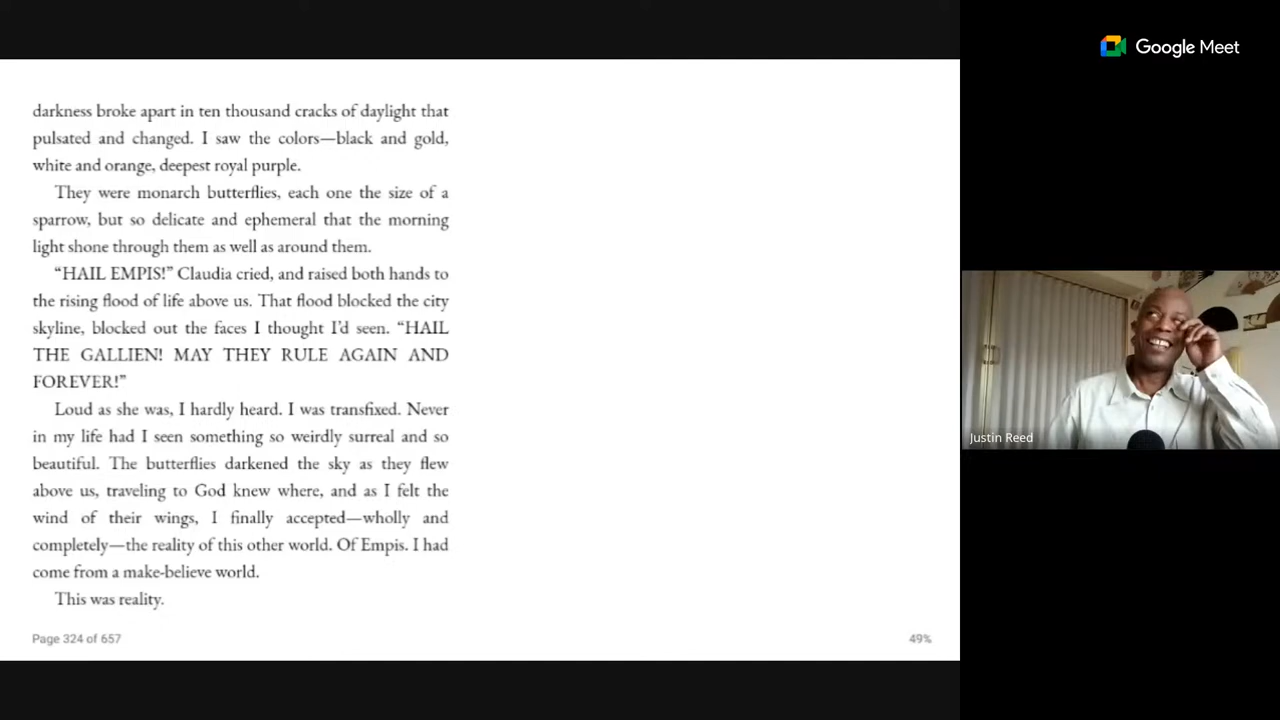 darkness broke apart in ten thousand cracks of daylight that
pulsated and changed. I saw the colors—black and gold,
white and orange, deepest royal purple.
They were monarch butterflies, each one the size of a
sparrow, but so delicate and ephemeral that the morning
light shone through them as well as around them.
“HAIL EMPIS!” Claudia cried, and raised both hands to
the rising flood of life above us. That flood blocked the city
skyline, blocked out the faces I thought I’d seen. “HAIL
THE GALLIEN! MAY THEY RULE AGAIN AND
FOREVER!”
Loud as she was, I hardly heard. I was transfixed. Never
in my life had I seen something so weirdly surreal and so
beautiful. The butterflies darkened the sky as they flew
above us, traveling to God knew where, and as I felt the
wind of their wings, I finally accepted—wholly and
completely—the reality of this other world. Of Empis. I had
come from a make-believe world.
This was reality.
Page 324 of 657
49%
Google Meet
Justin Reed